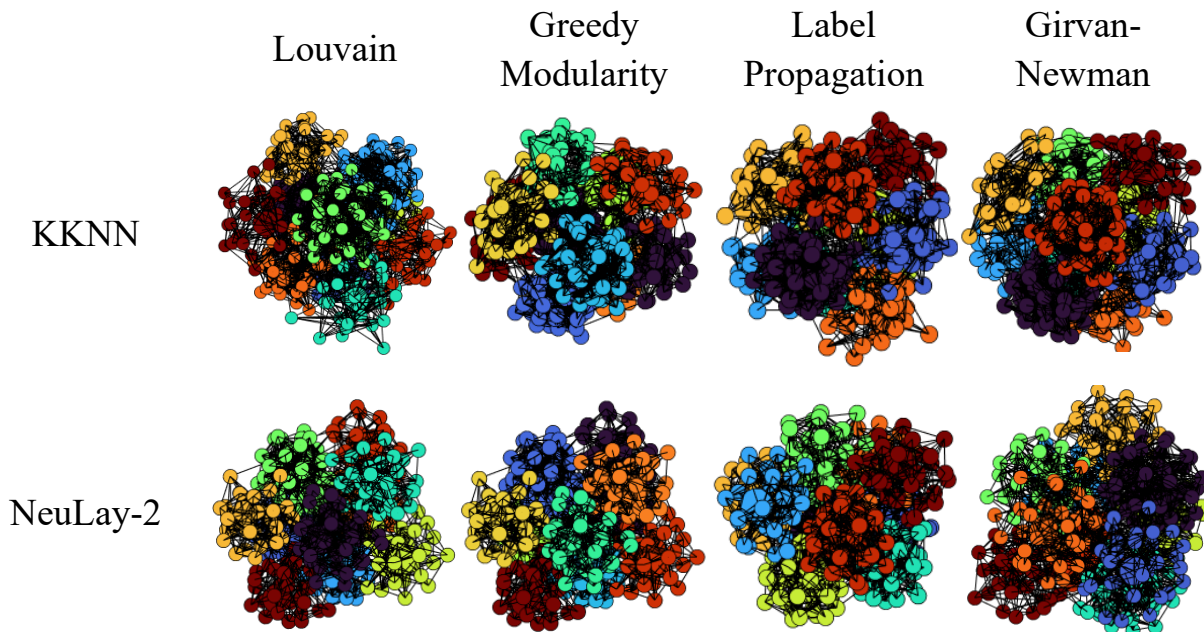 Louvain
Greedy
Modularity
Label
Propagation
Girvan-
Newman
KKNN
NeuLay-2